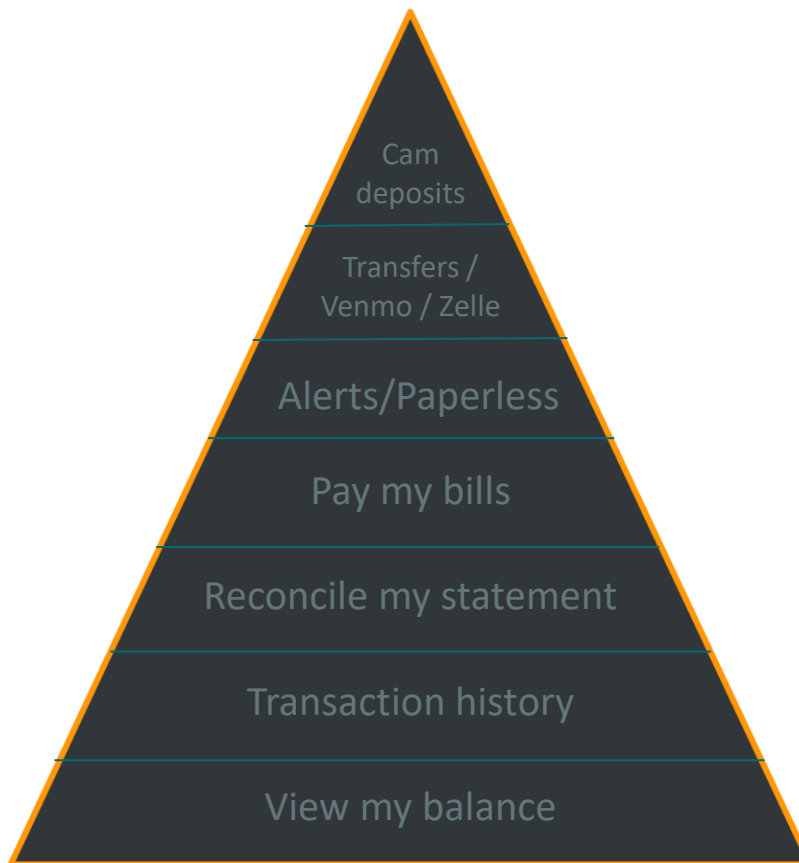 Cam
deposits
Transfers /
Venmo / Zelle
Alerts/Paperless
Pay my bills
Reconcile my statement
Transaction history
View my balance